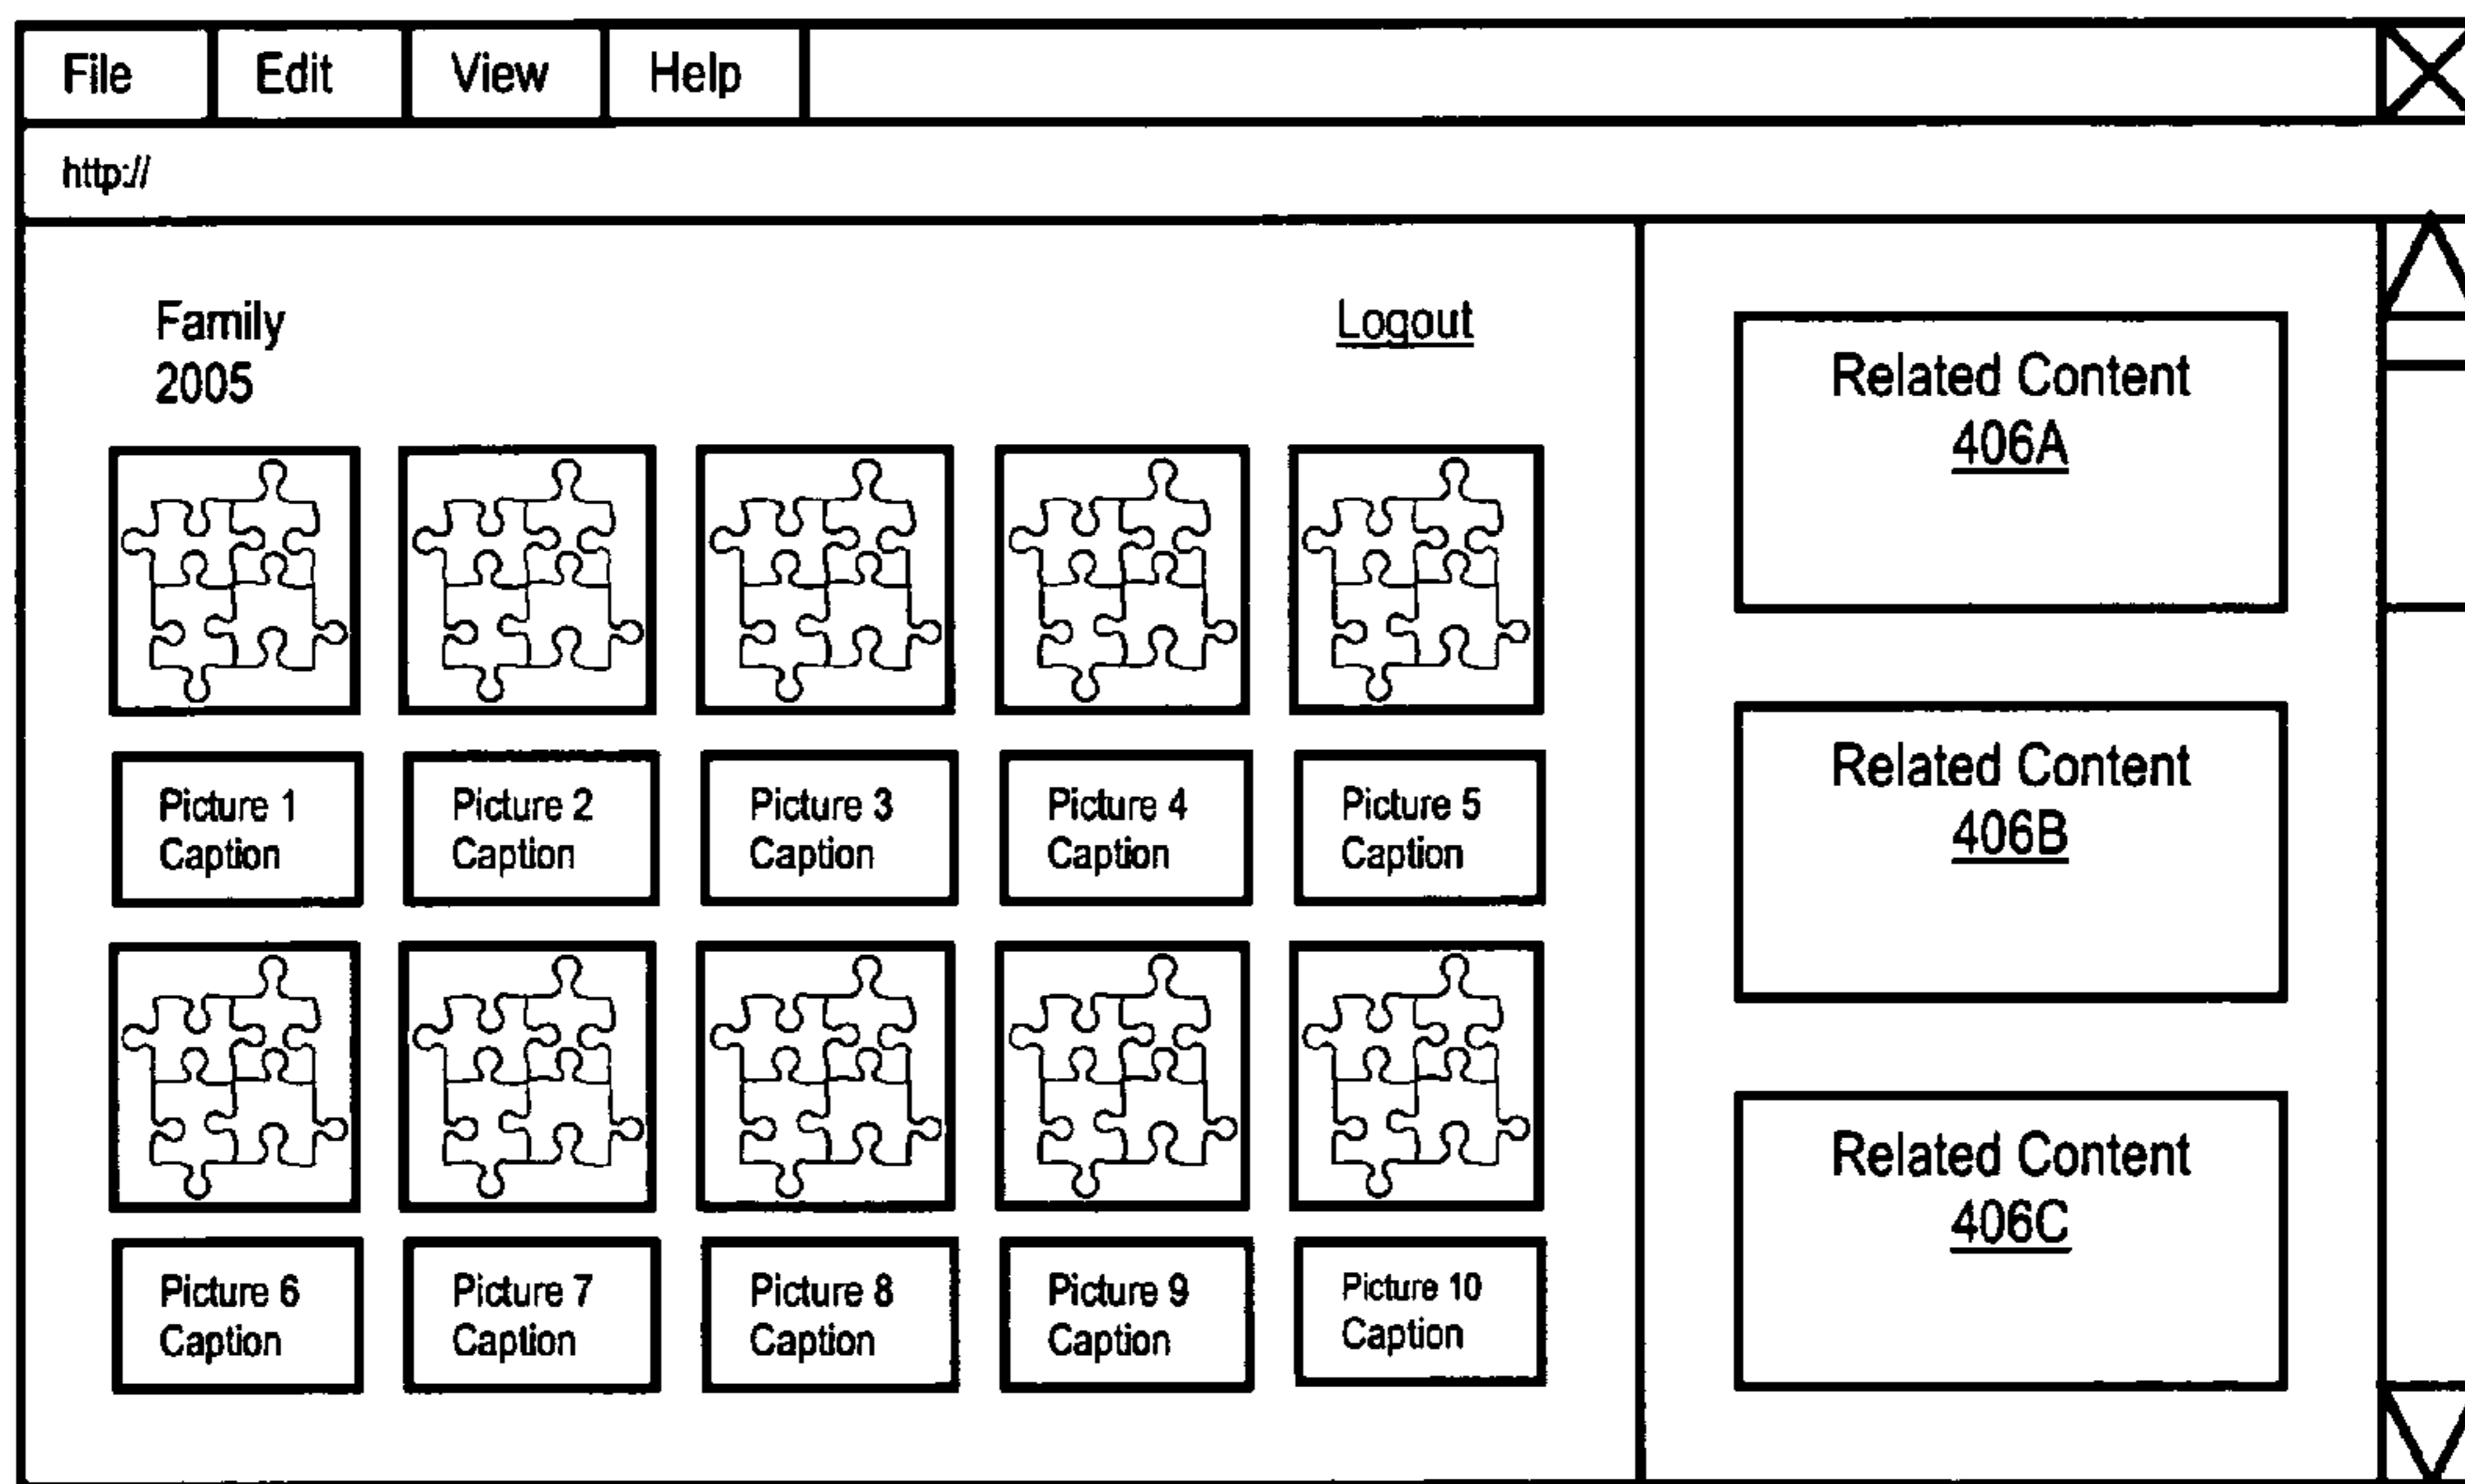 File Edit View Help
http://
Family
2005
Logout
Picture 1
Caption
Picture 2
Caption
Picture 3
Caption
Picture 4
Caption
Picture 5
Caption
Picture 6
Caption
Picture 7
Caption
Picture 8
Caption
Picture 9
Caption
Picture 10
Caption
Related Content
406A
Related Content
406B
Related Content
406C